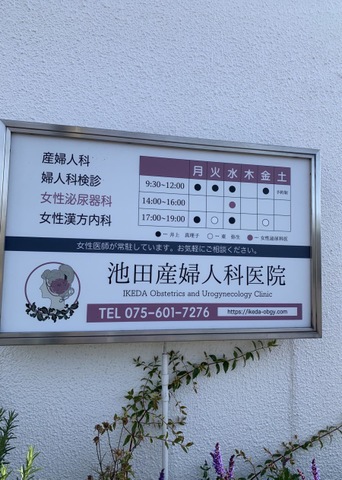 産婦人科
婦人科検診
女性泌尿器科
女性漢方内科
月 火 水 木 金 土
9:30~12:00 ● ● ● ●
14:00~16:00 ●
17:00~19:00 ● ○ ● ○
女性医師が常駐しています。お気軽にご相談ください。
池田産婦人科医院
IKEDA Obstetrics and Urogynecology Clinic
TEL 075-601-7276
https://ikeda-obgy.com